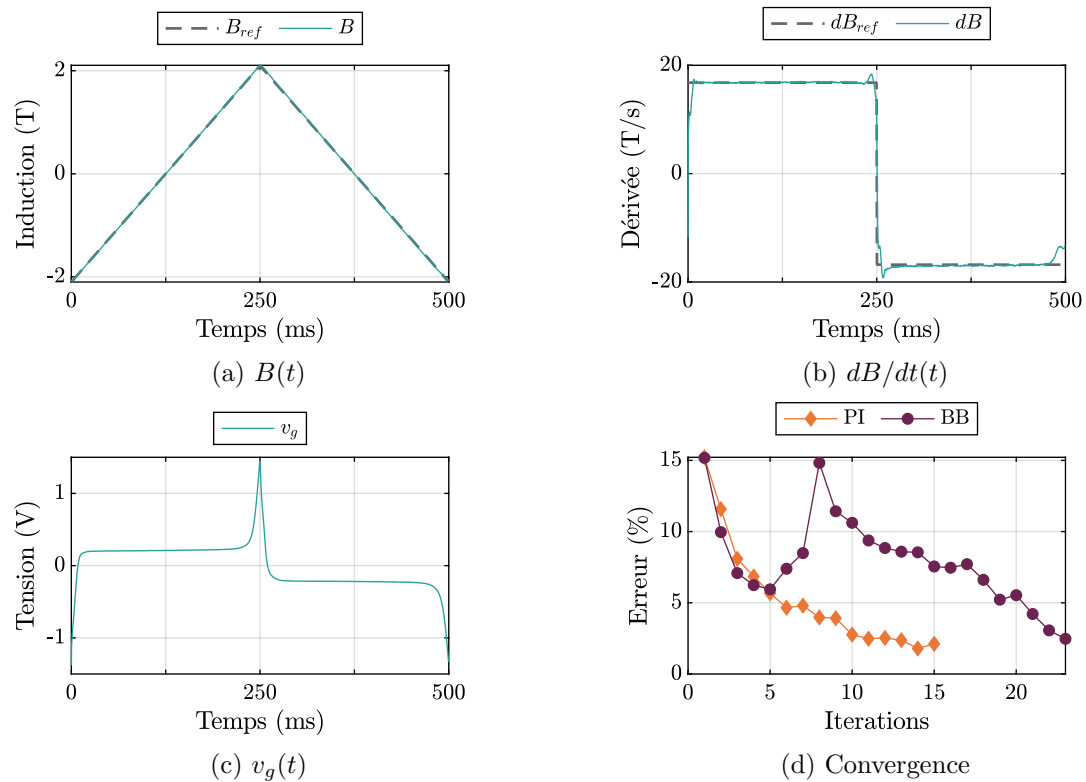 B_ref B
Induction (T)
2
0
-2
0 250 500
Temps (ms)
(a) B(t)
dB_ref dB
Dérivée (T/s)
20
0
-20
0 250 500
Temps (ms)
(b) dB/dt(t)
v_g
Tension (V)
1
0
-1
0 250 500
Temps (ms)
(c) v_g(t)
PI BB
Erreur (%)
15
10
5
0
0 5 10 15 20
Iterations
(d) Convergence